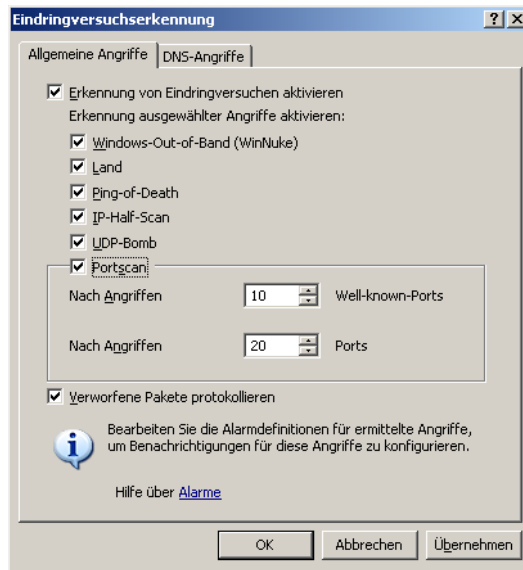 Eindringversuchserkennung
Allgemeine Angriffe DNS-Angriffe
Erkennung von Eindringversuchen aktivieren
Erkennung ausgewählter Angriffe aktivieren:
Windows-Out-of-Band (WinNuke)
Land
Ping-of-Death
IP-Half-Scan
UDP-Bomb
Portscan
Nach Angriffen 10 Well-known-Ports
Nach Angriffen 20 Ports
Verworfene Pakete protokollieren
Bearbeiten Sie die Alarmdefinitionen für ermittelte Angriffe,
um Benachrichtigungen für diese Angriffe zu konfigurieren.
Hilfe über Alarme
OK Abbrechen Übernehmen